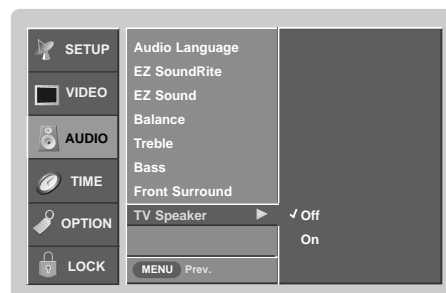 SETUP
VIDEO
AUDIO
TIME
OPTION
LOCK
Audio Language
EZ SoundRite
EZ Sound
Balance
Treble
Bass
Front Surround
TV Speaker
MENU Prev.
Off
On